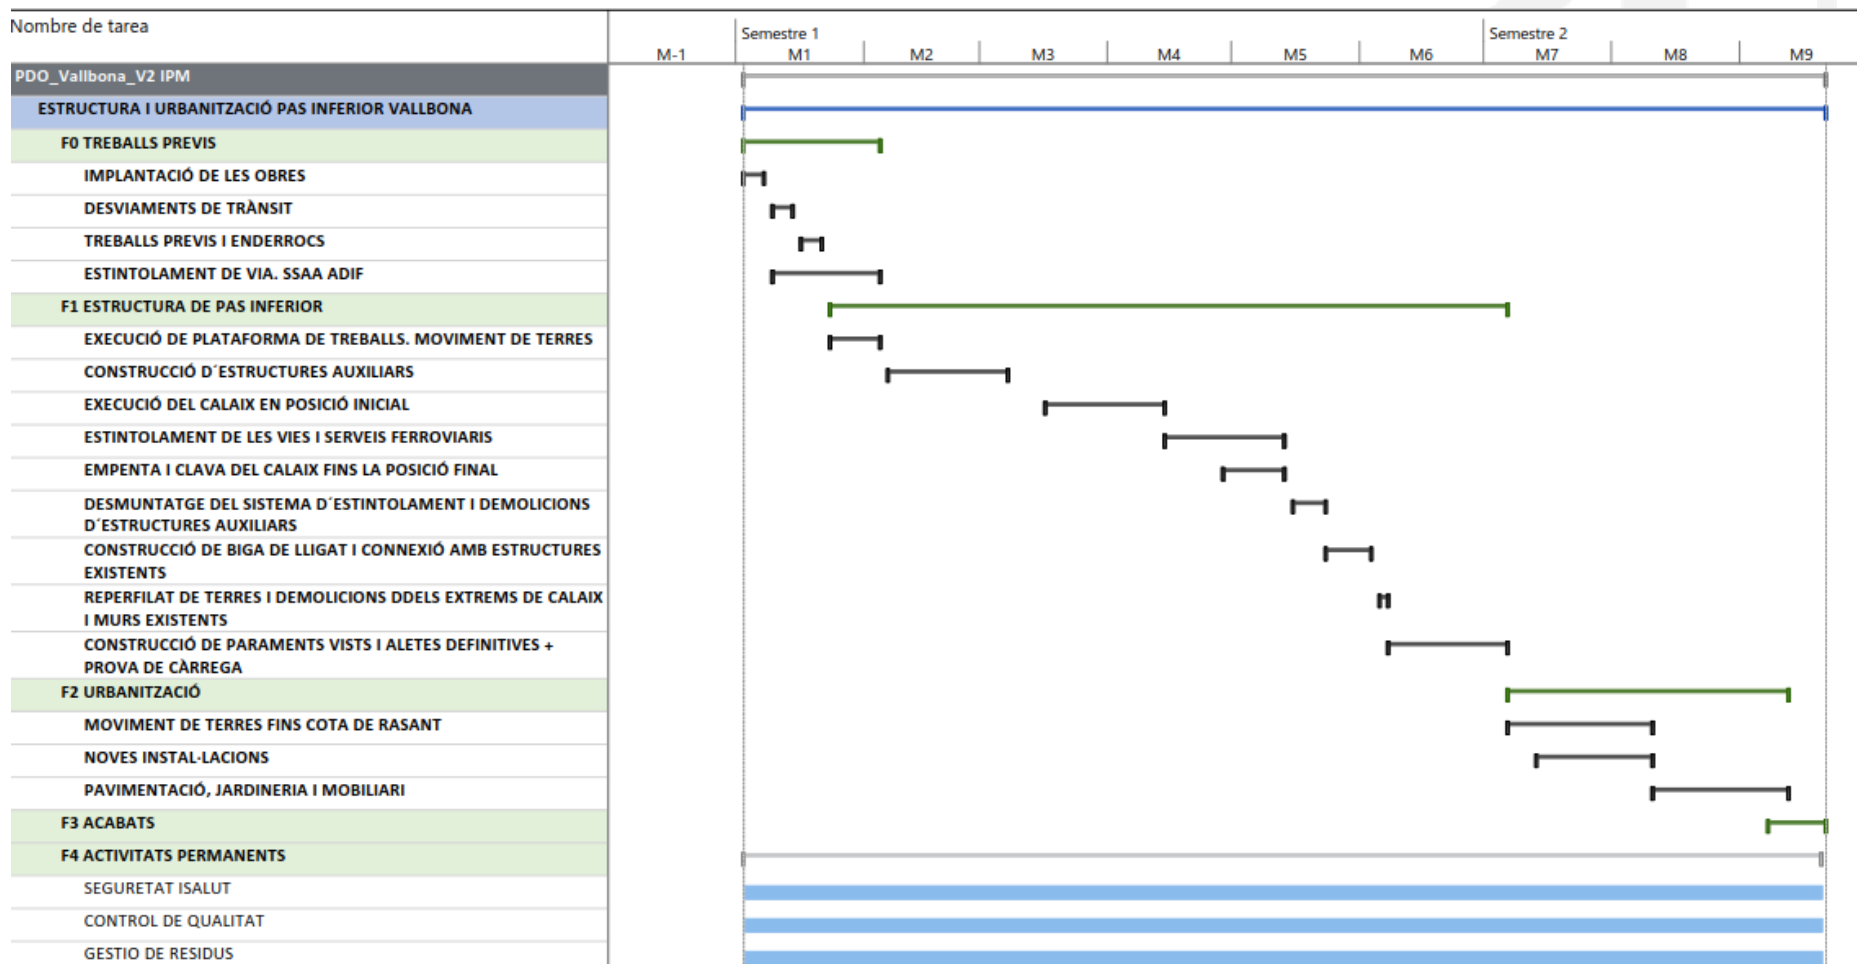 Nombre de tarea
Semestre 1
Semestre 2
M-1
M1
M2
M3
M4
M5
M6
M7
M8
M9
PDO_Vallbona_V2 IPM
ESTRUCTURA I URBANITZACIÓ PAS INFERIOR VALLBONA
F0 TREBALLS PREVIS
IMPLANTACIÓ DE LES OBRES
DESVIAMENTS DE TRÀNSIT
TREBALLS PREVIS I ENDERROCS
ESTINTOLAMENT DE VIA. SSAA ADIF
F1 ESTRUCTURA DE PAS INFERIOR
EXECUCIÓ DE PLATAFORMA DE TREBALLS. MOVIMENT DE TERRES
CONSTRUCCIÓ D´ESTRUCTURES AUXILIARS
EXECUCIÓ DEL CALAIX EN POSICIÓ INICIAL
ESTINTOLAMENT DE LES VIES I SERVEIS FERROVIARIS
EMPENTA I CLAVA DEL CALAIX FINS LA POSICIÓ FINAL
DESMUNTATGE DEL SISTEMA D´ESTINTOLAMENT I DEMOLICIONS
D´ESTRUCTURES AUXILIARS
CONSTRUCCIÓ DE BIGA DE LLIGAT I CONNEXIÓ AMB ESTRUCTURES
EXISTENTS
REPERFILAT DE TERRES I DEMOLICIONS DDELS EXTREMS DE CALAIX
I MURS EXISTENTS
CONSTRUCCIÓ DE PARAMENTS VISTS I ALETES DEFINITIVES +
PROVA DE CÀRREGA
F2 URBANITZACIÓ
MOVIMENT DE TERRES FINS COTA DE RASANT
NOVES INSTAL·LACIONS
PAVIMENTACIÓ, JARDINERIA I MOBILIARI
F3 ACABATS
F4 ACTIVITATS PERMANENTS
SEGURETAT ISALUT
CONTROL DE QUALITAT
GESTIO DE RESIDUS